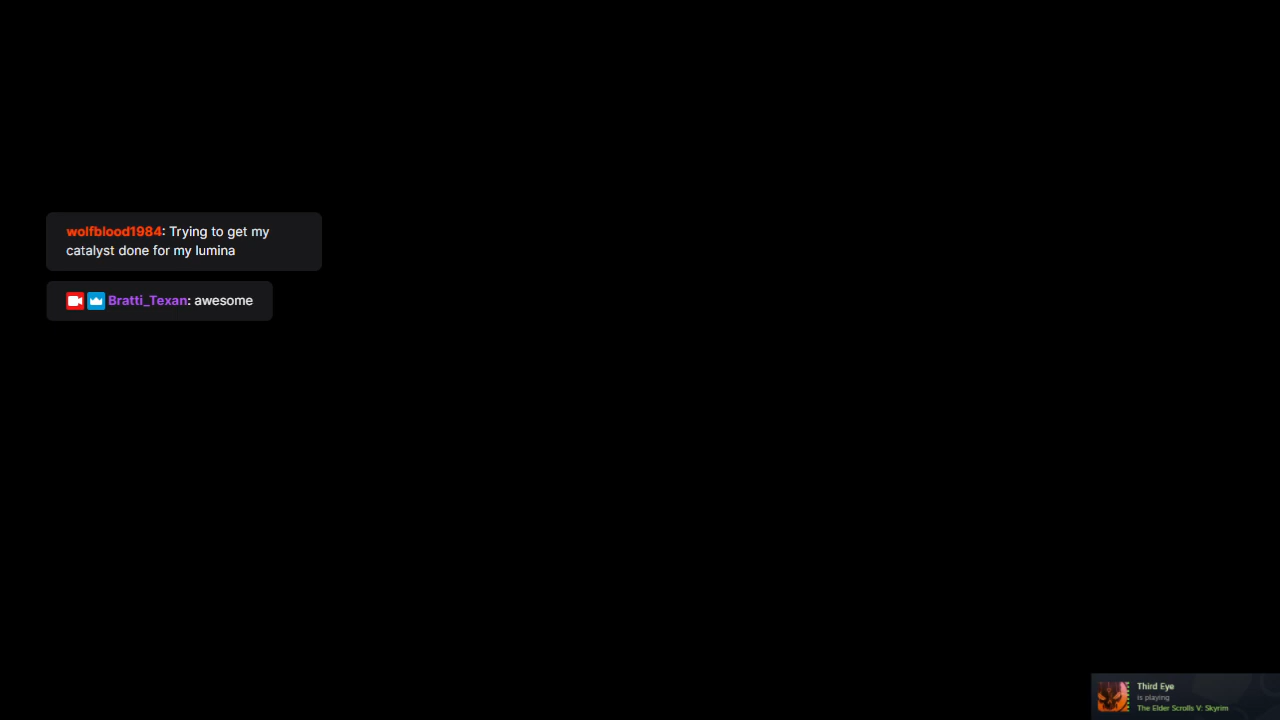 wolfblood1984: Trying to get my
catalyst done for my lumina
Bratti_Texan: awesome
Third Eye
is playing
The Elder Scrolls V: Skyrim